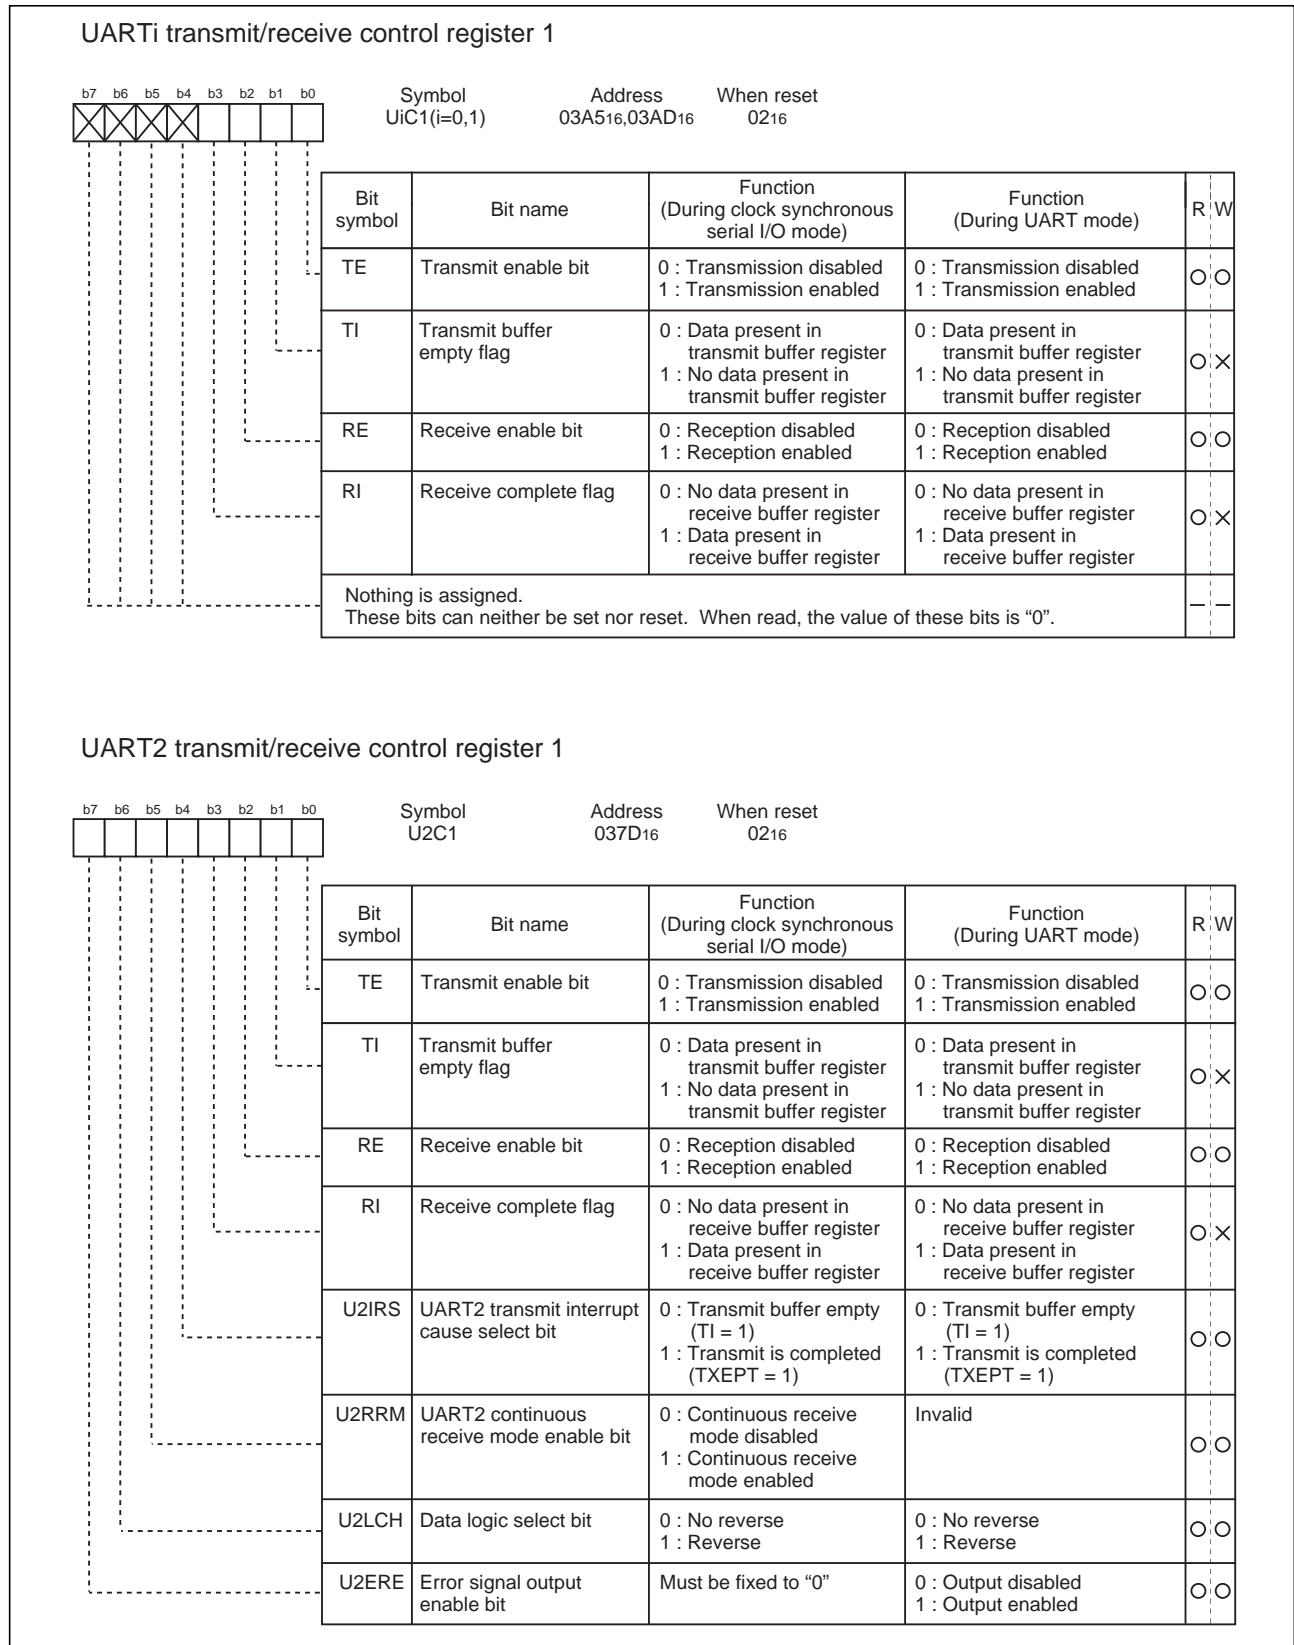 UARTi transmit/receive control register 1
b7 b6 b5 b4 b3 b2 b1 b0
Symbol Address When reset
UiC1(i=0,1) 03A516,03AD16 0216
Bit symbol Bit name Function (During clock synchronous serial I/O mode) Function (During UART mode) R W
TE Transmit enable bit 0 : Transmission disabled 0 : Transmission disabled
1 : Transmission enabled 1 : Transmission enabled
TI Transmit buffer 0 : Data present in 0 : Data present in
empty flag transmit buffer register transmit buffer register
1 : No data present in 1 : No data present in
transmit buffer register transmit buffer register
RE Receive enable bit 0 : Reception disabled 0 : Reception disabled
1 : Reception enabled 1 : Reception enabled
RI Receive complete flag 0 : No data present in 0 : No data present in
receive buffer register receive buffer register
1 : Data present in 1 : Data present in
receive buffer register receive buffer register
Nothing is assigned.
These bits can neither be set nor reset. When read, the value of these bits is “0”.
UART2 transmit/receive control register 1
b7 b6 b5 b4 b3 b2 b1 b0
Symbol Address When reset
U2C1 037D16 0216
Bit symbol Bit name Function (During clock synchronous serial I/O mode) Function (During UART mode) R W
TE Transmit enable bit 0 : Transmission disabled 0 : Transmission disabled
1 : Transmission enabled 1 : Transmission enabled
TI Transmit buffer 0 : Data present in 0 : Data present in
empty flag transmit buffer register transmit buffer register
1 : No data present in 1 : No data present in
transmit buffer register transmit buffer register
RE Receive enable bit 0 : Reception disabled 0 : Reception disabled
1 : Reception enabled 1 : Reception enabled
RI Receive complete flag 0 : No data present in 0 : No data present in
receive buffer register receive buffer register
1 : Data present in 1 : Data present in
receive buffer register receive buffer register
U2IRS UART2 transmit interrupt 0 : Transmit buffer empty 0 : Transmit buffer empty
cause select bit (TI = 1) (TI = 1)
1 : Transmit is completed 1 : Transmit is completed
(TXEPT = 1) (TXEPT = 1)
U2RRM UART2 continuous 0 : Continuous receive Invalid
receive mode enable bit mode disabled
1 : Continuous receive
mode enabled
U2LCH Data logic select bit 0 : No reverse 0 : No reverse
1 : Reverse 1 : Reverse
U2ERE Error signal output Must be fixed to “0” 0 : Output disabled
enable bit 1 : Output enabled